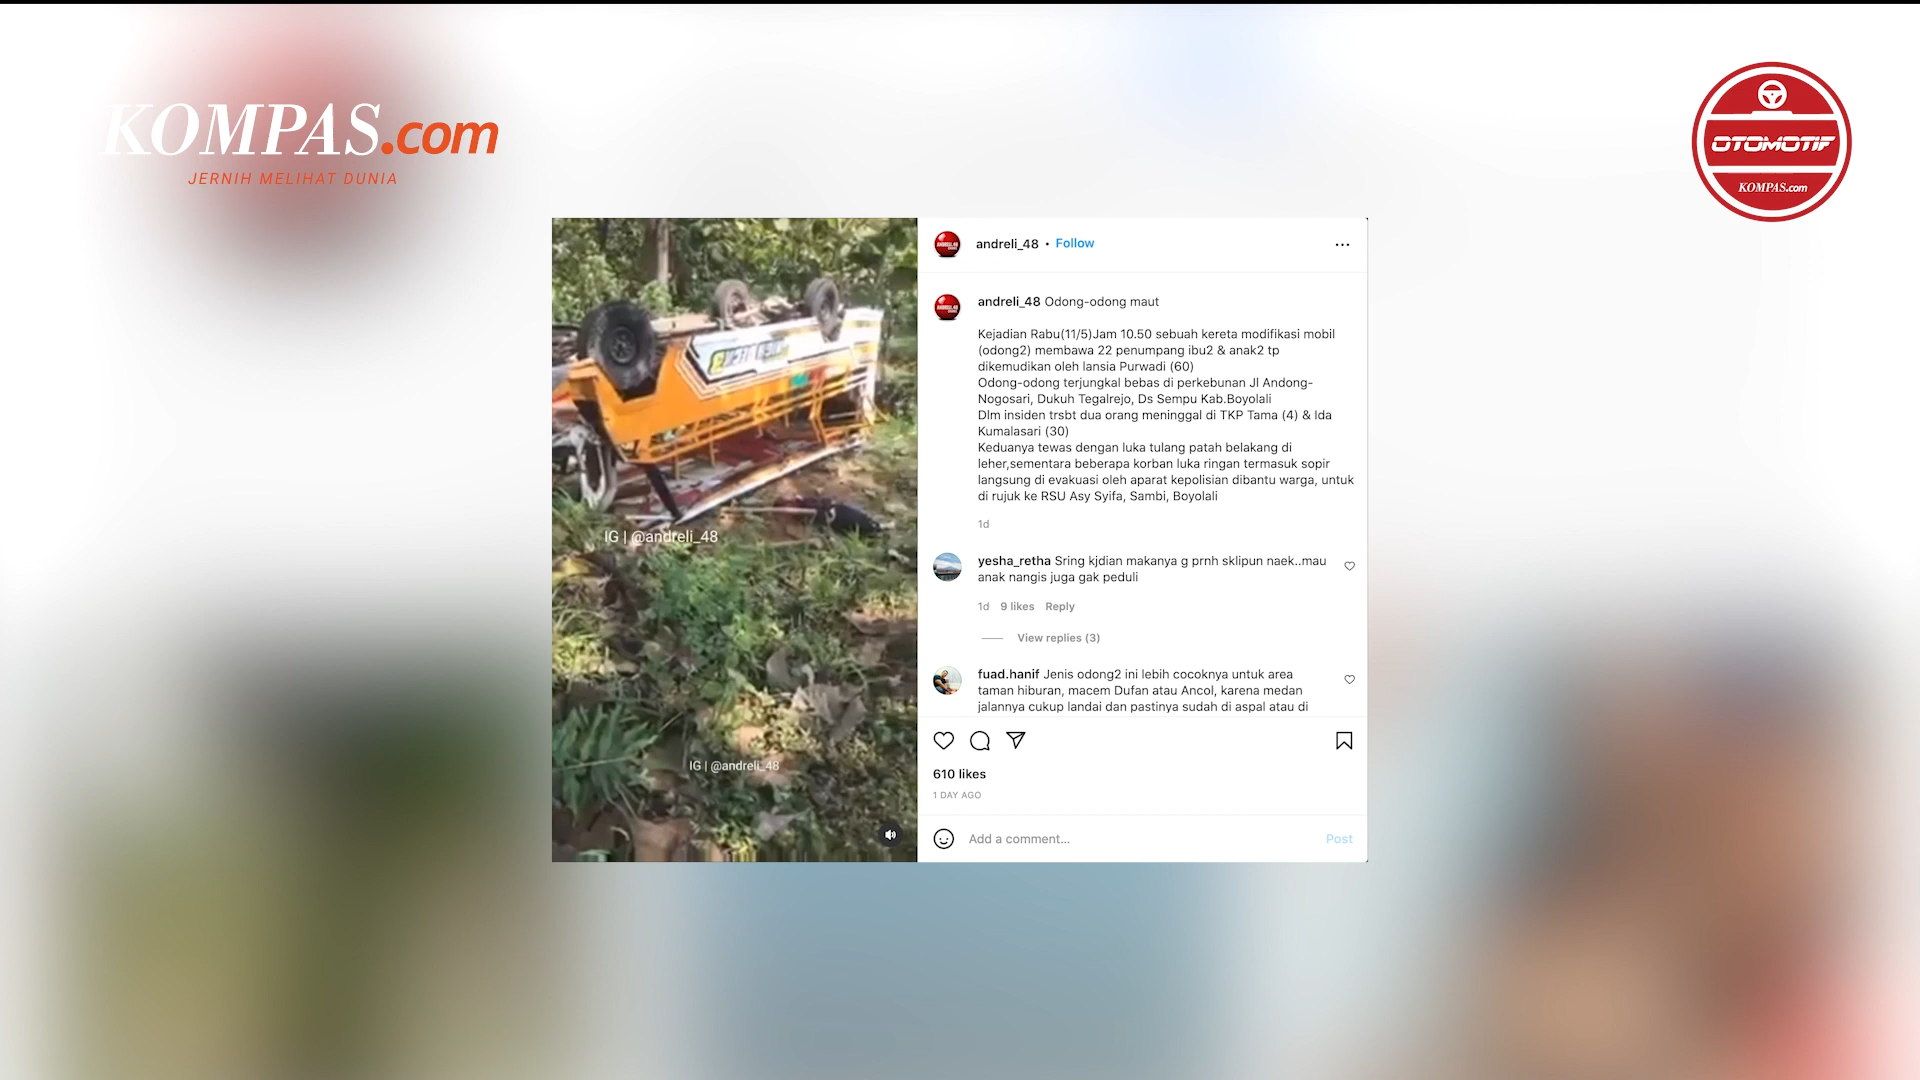 KOMPAS.com
JERNIH MELIHAT DUNIA
OTOMOTIF
KOMPAS.com
IG | @andreli_48
IG | @andreli_48
andreli_48 • Follow
andreli_48 Odong-odong maut
Kejadian Rabu(11/5)Jam 10.50 sebuah kereta modifikasi mobil
(odong2) membawa 22 penumpang ibu2 & anak2 tp
dikemudikan oleh lansia Purwadi (60)
Odong-odong terjungkal bebas di perkebunan Jl Andong-
Nogosari, Dukuh Tegalrejo, Ds Sempu Kab.Boyolali
Dlm insiden trsbt dua orang meninggal di TKP Tama (4) & Ida
Kumalasari (30)
Keduanya tewas dengan luka tulang patah belakang di
leher,sementara beberapa korban luka ringan termasuk sopir
langsung di evakuasi oleh aparat kepolisian dibantu warga, untuk
di rujuk ke RSU Asy Syifa, Sambi, Boyolali
1d
yesha_retha Sring kjdian makanya g prnh sklipun naek..mau
anak nangis juga gak peduli
1d 9 likes Reply
View replies (3)
fuad.hanif Jenis odong2 ini lebih cocoknya untuk area
taman hiburan, macem Dufan atau Ancol, karena medan
jalannya cukup landai dan pastinya sudah di aspal atau di
610 likes
1 DAY AGO
Add a comment... Post